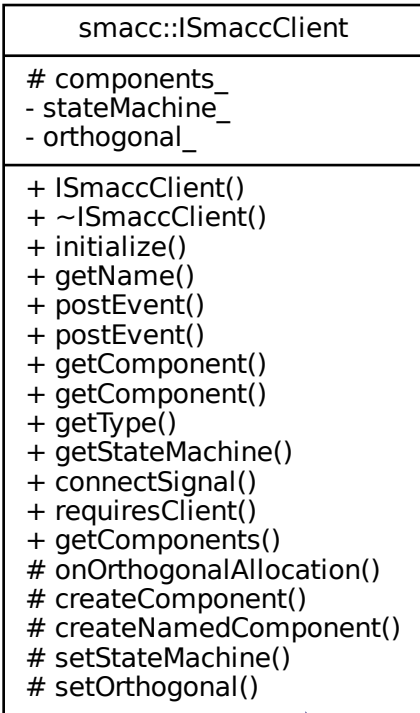 smacc::ISmaccClient
# components_
- stateMachine_
- orthogonal_
+ ISmaccClient()
+ ~ISmaccClient()
+ initialize()
+ getName()
+ postEvent()
+ postEvent()
+ getComponent()
+ getComponent()
+ getType()
+ getStateMachine()
+ connectSignal()
+ requiresClient()
+ getComponents()
# onOrthogonalAllocation()
# createComponent()
# createNamedComponent()
# setStateMachine()
# setOrthogonal()